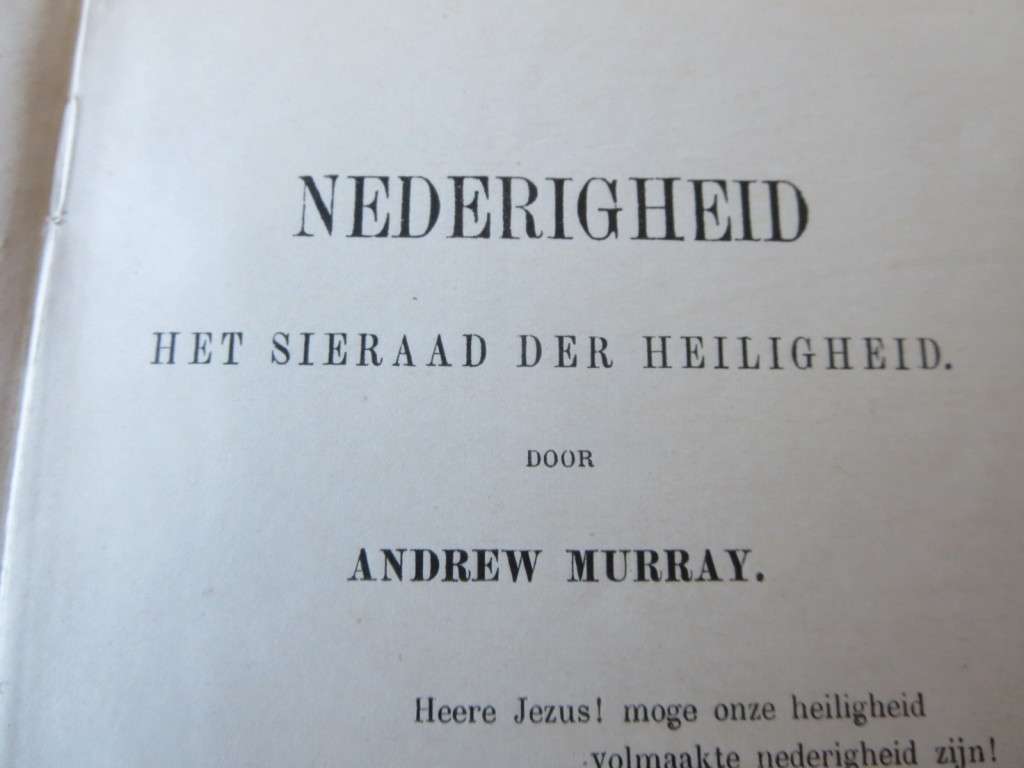 NEDERIGHEID
HET SIERAAD DER HEILIGHEID.
DOOR
ANDREW MURRAY.
Heere Jezus! moge onze heiligheid
volmaakte nederigheid zijn!